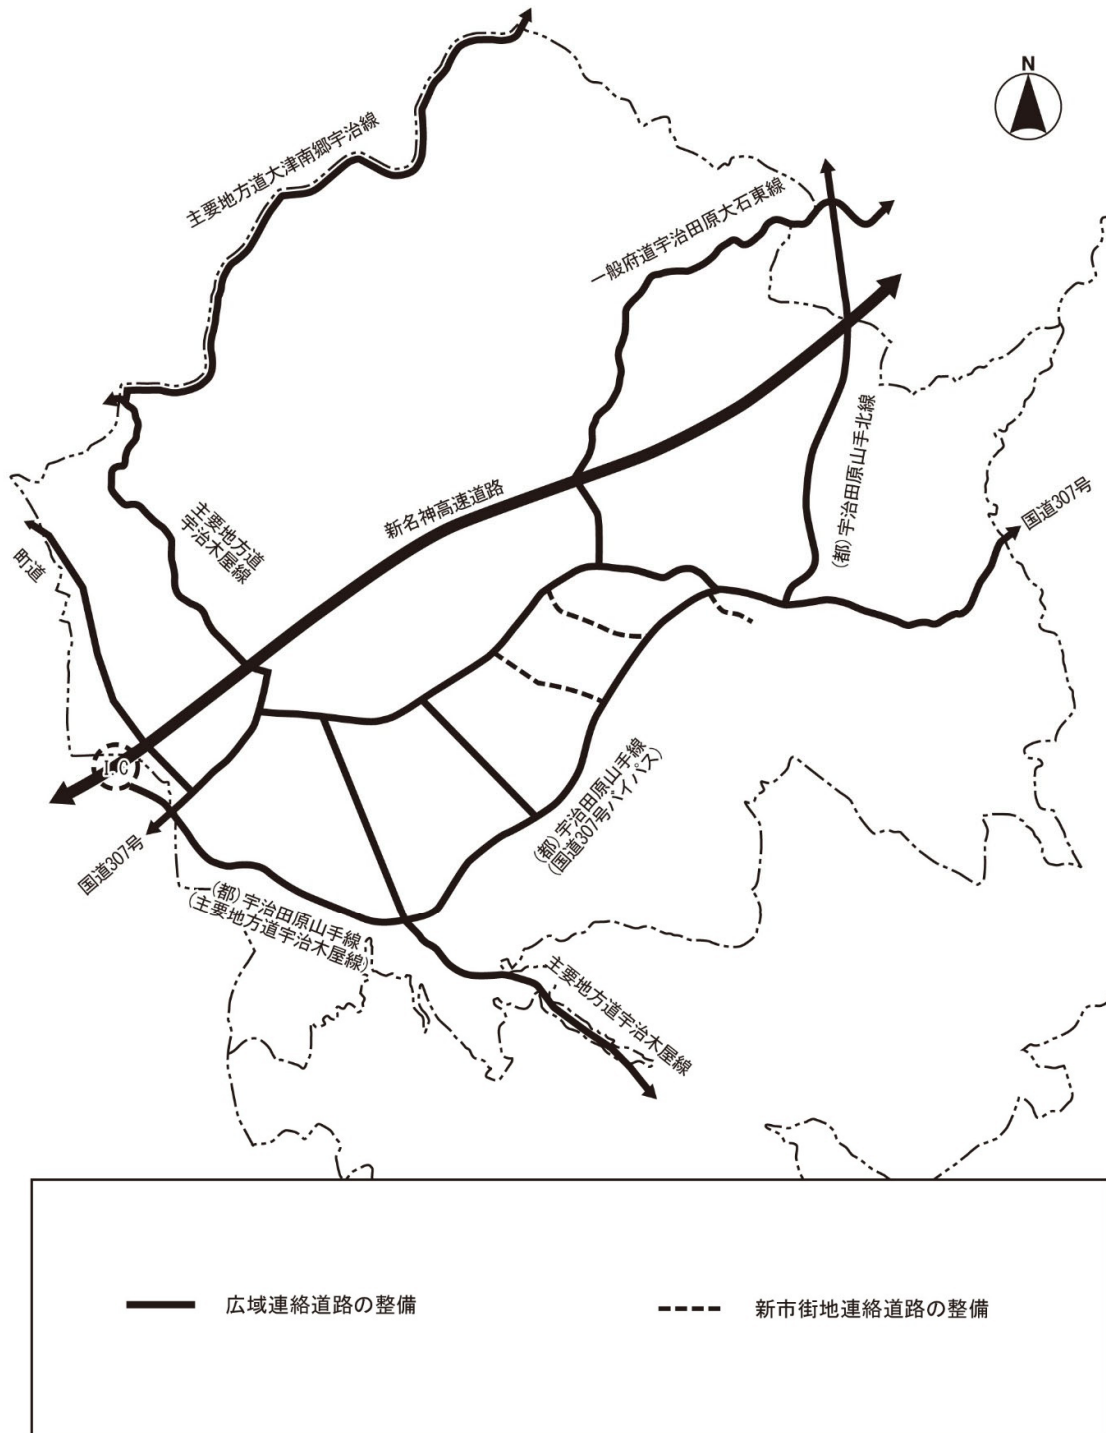 N
主要地方道大津南郷宇治線
一般府道宇治田原大石東線
(都)宇治田原山手北線
国道307号
新名神高速道路
主要地方道
宇治木屋線
町道
I.C
国道307号
(都)宇治田原山手線
(国道307号バイパス)
(都)宇治田原山手線
(主要地方道宇治木屋線)
主要地方道宇治木屋線
広域連絡道路の整備
新市街地連絡道路の整備